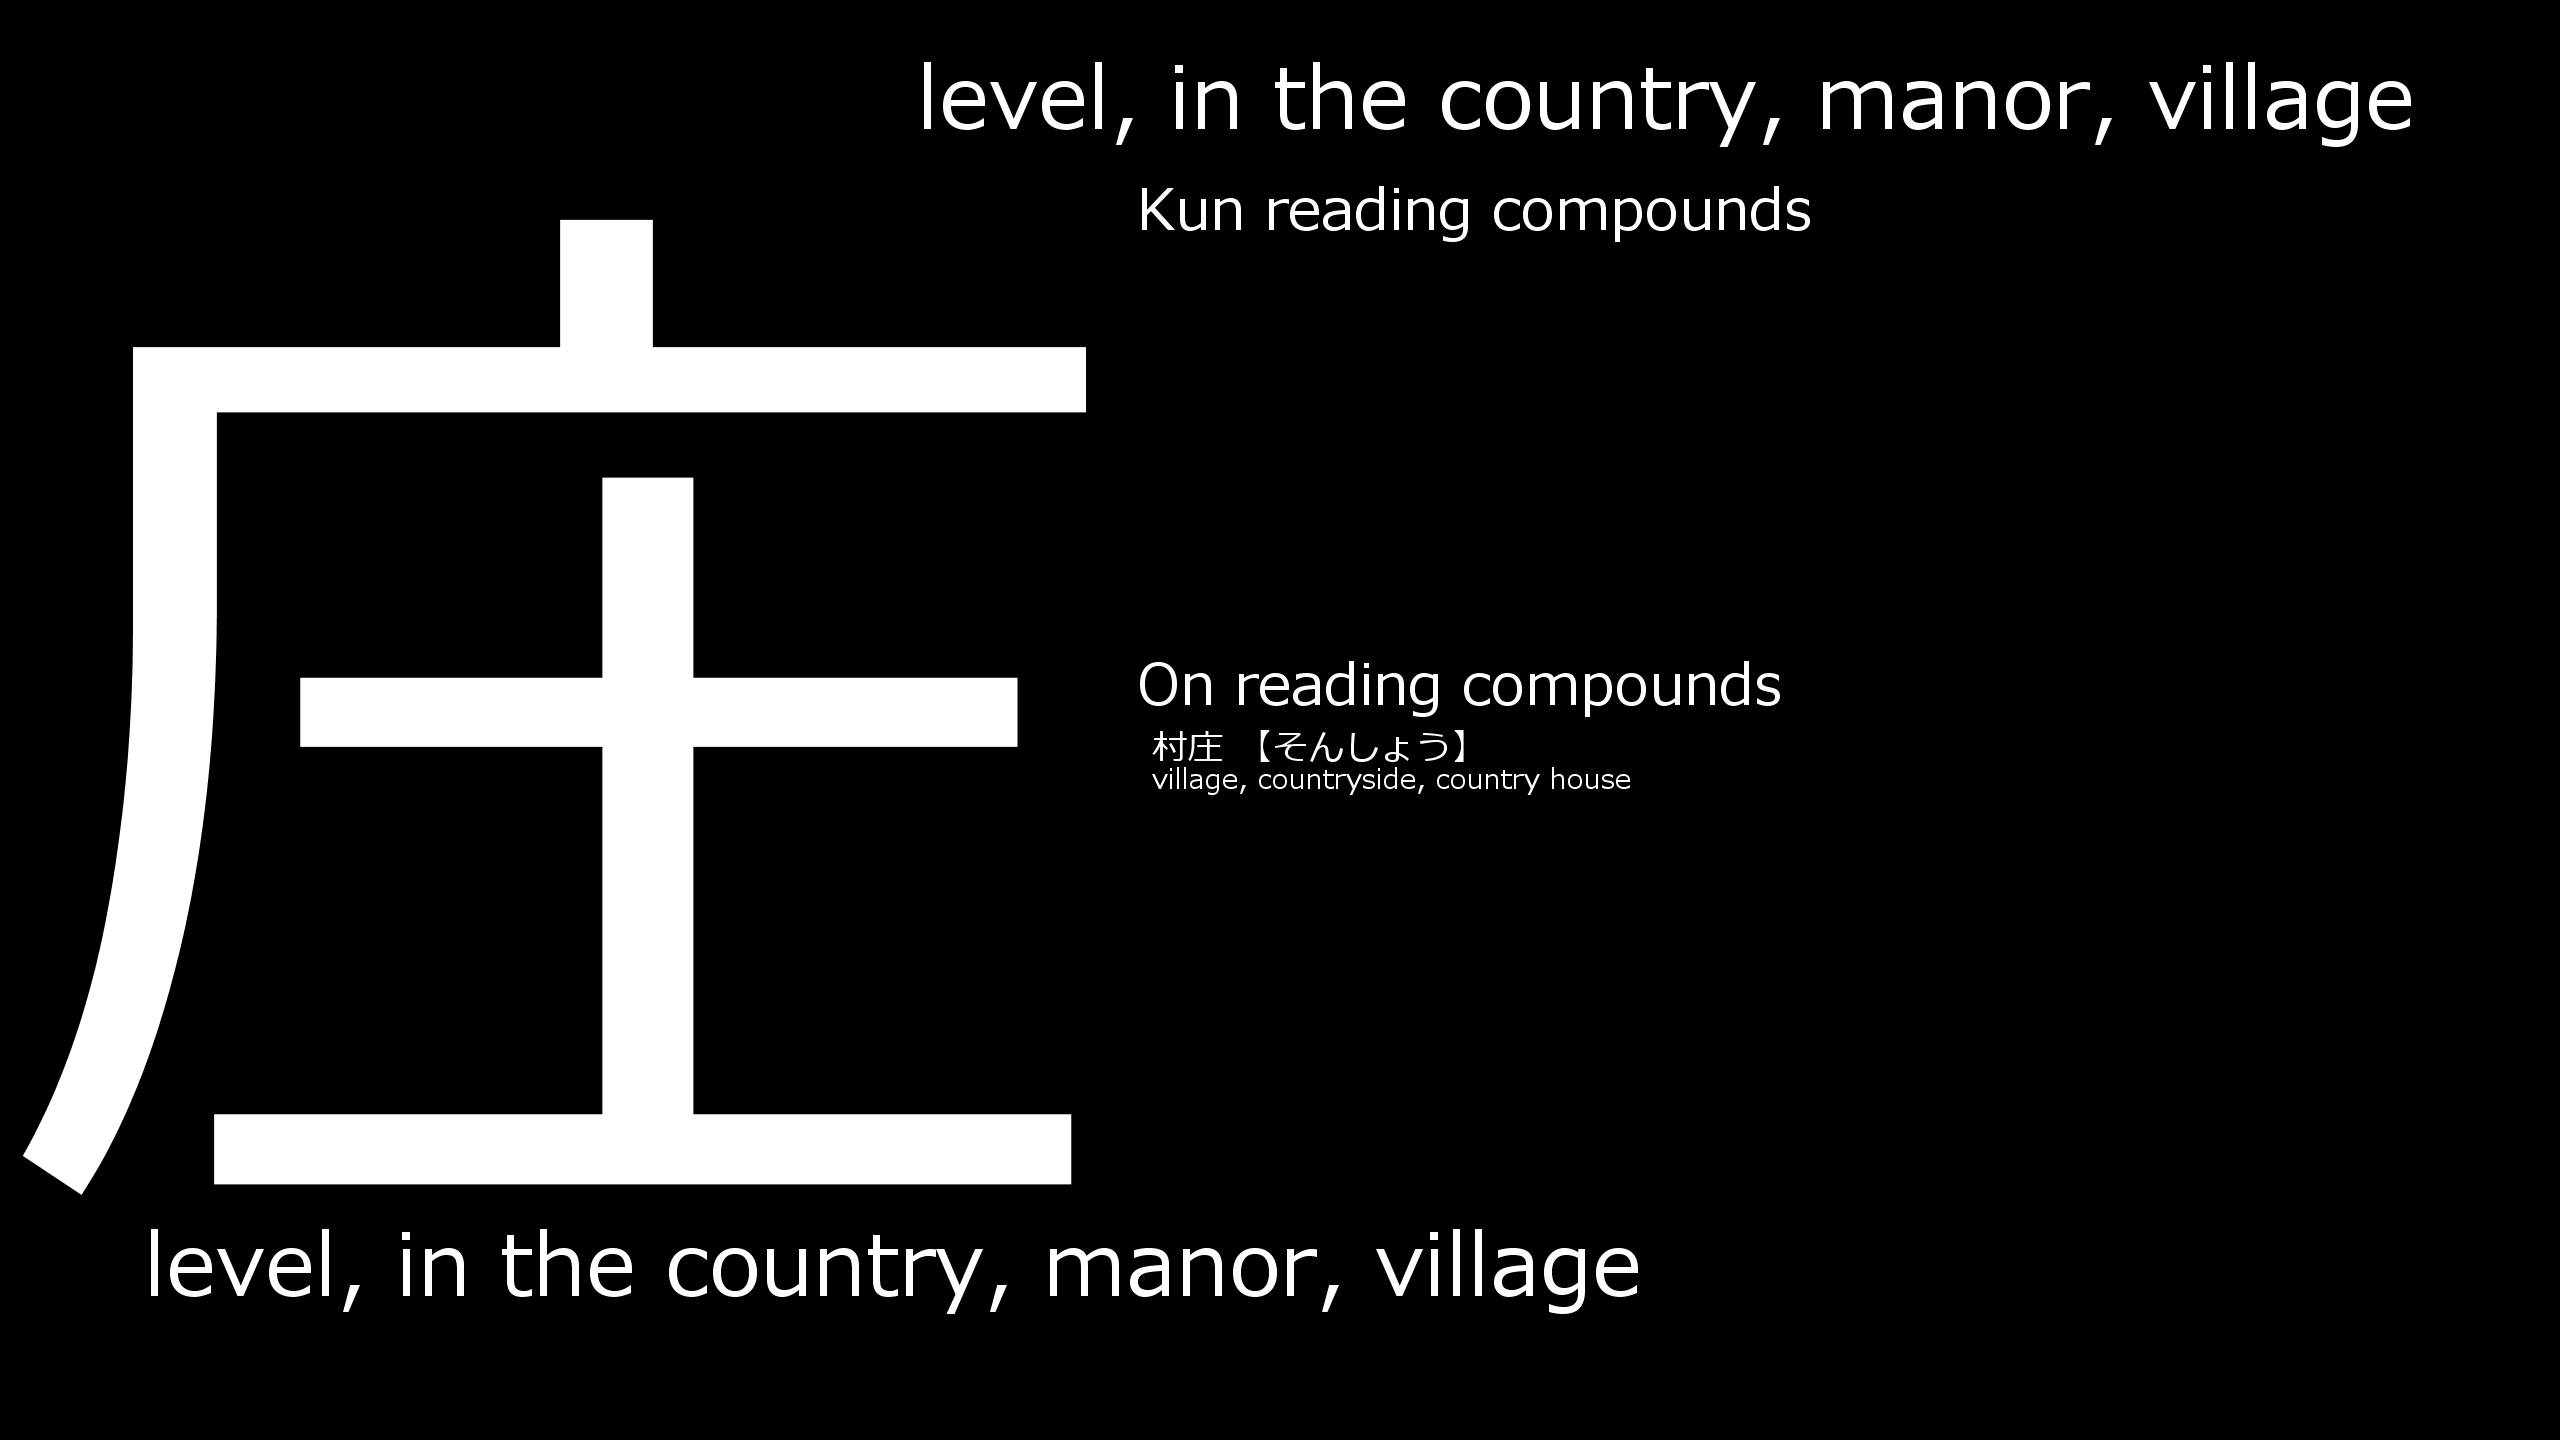 level, in the country, manor, village
Kun reading compounds
庄
On reading compounds
村庄 【そんしょう】
village, countryside, country house
level, in the country, manor, village